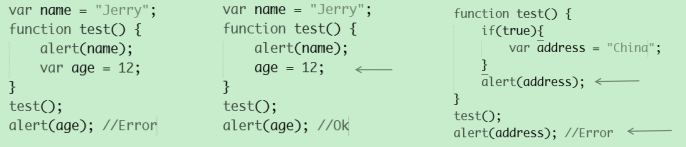 var name = "Jerry";
function test() {
    alert(name);
    var age = 12;
}
test();
alert(age); //Error
var name = "Jerry";
function test() {
    alert(name);
    age = 12;
}
test();
alert(age); //Ok
function test() {
    if(true){
        var address = "China";
    }
    alert(address);
}
test();
alert(address); //Error